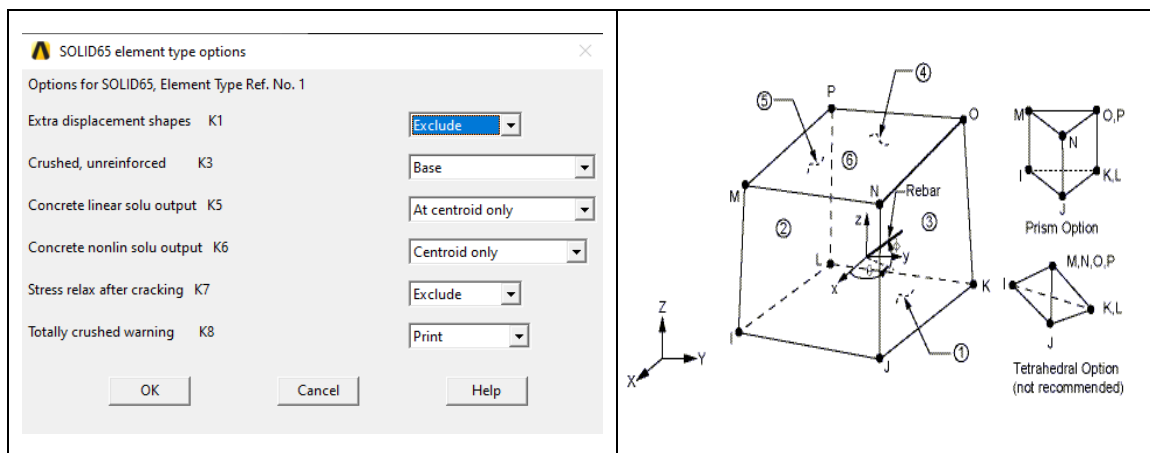 SOLID65 element type options
Options for SOLID65, Element Type Ref. No. 1
Extra displacement shapes K1 Exclude
Crushed, unreinforced K3 Base
Concrete linear solu output K5 At centroid only
Concrete nonlin solu output K6 Centroid only
Stress relax after cracking K7 Exclude
Totally crushed warning K8 Print
OK Cancel Help
4
P
5
O
6
M
N
Rebar
2
z
3
L
y
x
K
I
1
J
Z
Y
X
M
O,P
N
I
K,L
J
Prism Option
M,N,O,P
I
K,L
J
Tetrahedral Option
(not recommended)